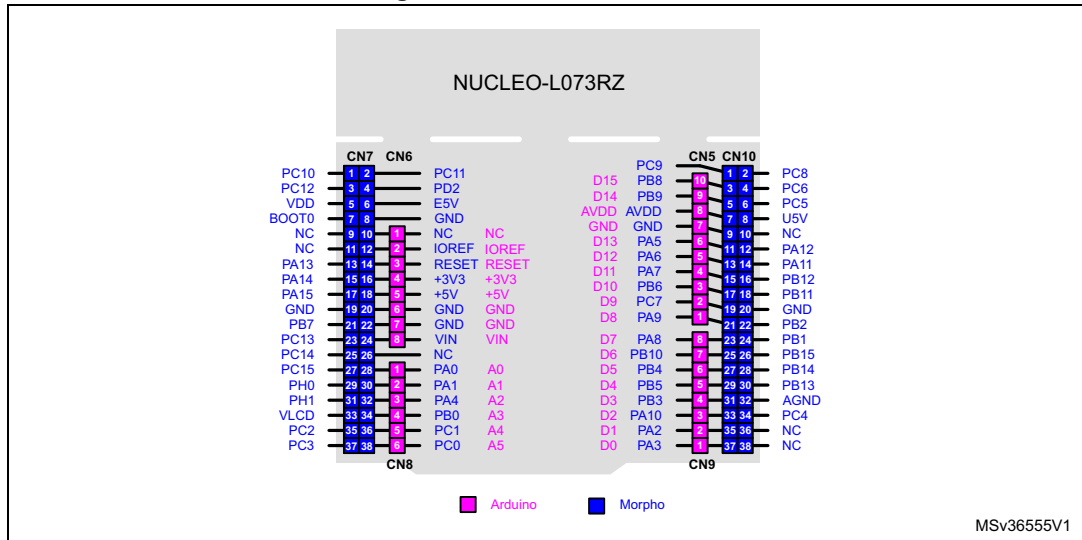 NUCLEO-L073RZ
CN7 CN6 CN5 CN10
PC9
PC10 1 2 PC11 D15 PB8 10 1 2 PC8
PC12 3 4 PD2 D14 PB9 9 3 4 PC6
VDD 5 6 E5V AVDD AVDD 8 5 6 PC5
BOOT0 7 8 GND GND GND 7 7 8 U5V
NC 9 10 1 NC NC D13 PA5 6 9 10 NC
NC 11 12 2 IOREF IOREF D12 PA6 5 11 12 PA12
PA13 13 14 3 RESET RESET D11 PA7 4 13 14 PA11
PA14 15 16 4 +3V3 +3V3 D10 PB6 3 15 16 PB12
PA15 17 18 5 +5V +5V D9 PC7 2 17 18 PB11
GND 19 20 6 GND GND D8 PA9 1 19 20 GND
PB7 21 22 7 GND GND 21 22 PB2
PC13 23 24 8 VIN VIN D7 PA8 8 23 24 PB1
PC14 25 26 NC D6 PB10 7 25 26 PB15
PC15 27 28 1 PA0 A0 D5 PB4 6 27 28 PB14
PH0 29 30 2 PA1 A1 D4 PB5 5 29 30 PB13
PH1 31 32 3 PA4 A2 D3 PB3 4 31 32 AGND
VLCD 33 34 4 PB0 A3 D2 PA10 3 33 34 PC4
PC2 35 36 5 PC1 A4 D1 PA2 2 35 36 NC
PC3 37 38 6 PC0 A5 D0 PA3 1 37 38 NC
CN8 CN9
Arduino Morpho
MSv36555V1